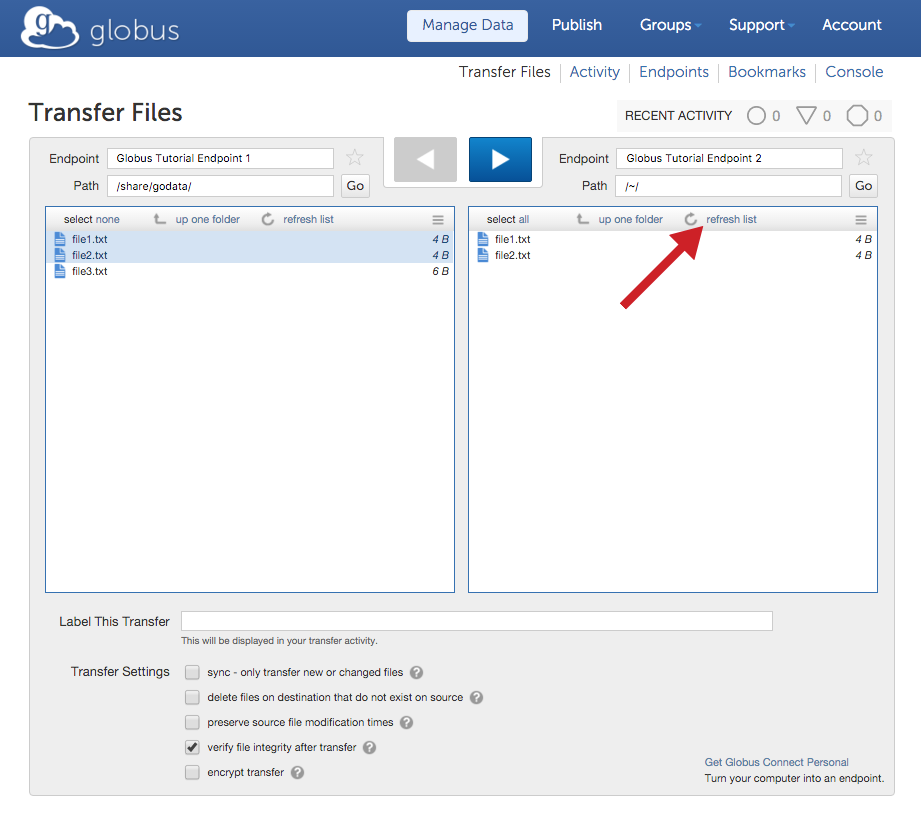 globus Manage Data Publish Groups Support Account
Transfer Files Activity Endpoints Bookmarks Console
Transfer Files RECENT ACTIVITY 0 0 0
Endpoint Globus Tutorial Endpoint 1 Endpoint Globus Tutorial Endpoint 2
Path /share/godata/ Go Path /~/ Go
select none up one folder refresh list select all up one folder refresh list
file1.txt 4 B file1.txt 4 B
file2.txt 4 B file2.txt 4 B
file3.txt 6 B
Label This Transfer
This will be displayed in your transfer activity.
Transfer Settings sync - only transfer new or changed files ?
delete files on destination that do not exist on source ?
preserve source file modification times ?
verify file integrity after transfer ?
encrypt transfer ?
Get Globus Connect Personal
Turn your computer into an endpoint.